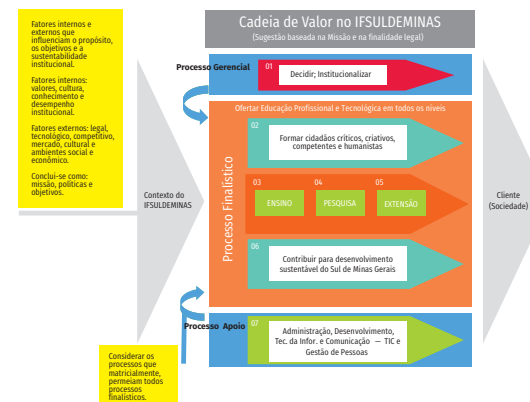 Fatores internos e
externos que
influenciam o propósito,
os objetivos e a
sustentabilidade
institucional.
Fatores internos:
valores, cultura,
conhecimento e
desempenho
institucional.
Fatores externos: legal,
tecnológico, competitivo,
mercado, cultural e
ambientes social e
econômico.
Conclui-se como:
missão, políticas e
objetivos.
Contexto do
IFSULDEMINAS
Considerar os
processos que
matricialmente,
permeiam todos
processos
finalísticos.
Cadeia de Valor no IFSULDEMINAS
(Sugestão baseada na Missão e na finalidade legal)
Processo Gerencial
01
Decidir; Institucionalizar
Ofertar Educação Profissional e Tecnológica em todos os níveis
Processo Finalístico
02
Formar cidadãos críticos, criativos,
competentes e humanistas
03 04 05
ENSINO PESQUISA EXTENSÃO
06
Contribuir para desenvolvimento
sustentável do Sul de Minas Gerais
Processo Apoio
07
Administração, Desenvolvimento,
Tec. da Infor. e Comunicação — TIC e
Gestão de Pessoas
Cliente
(Sociedade)